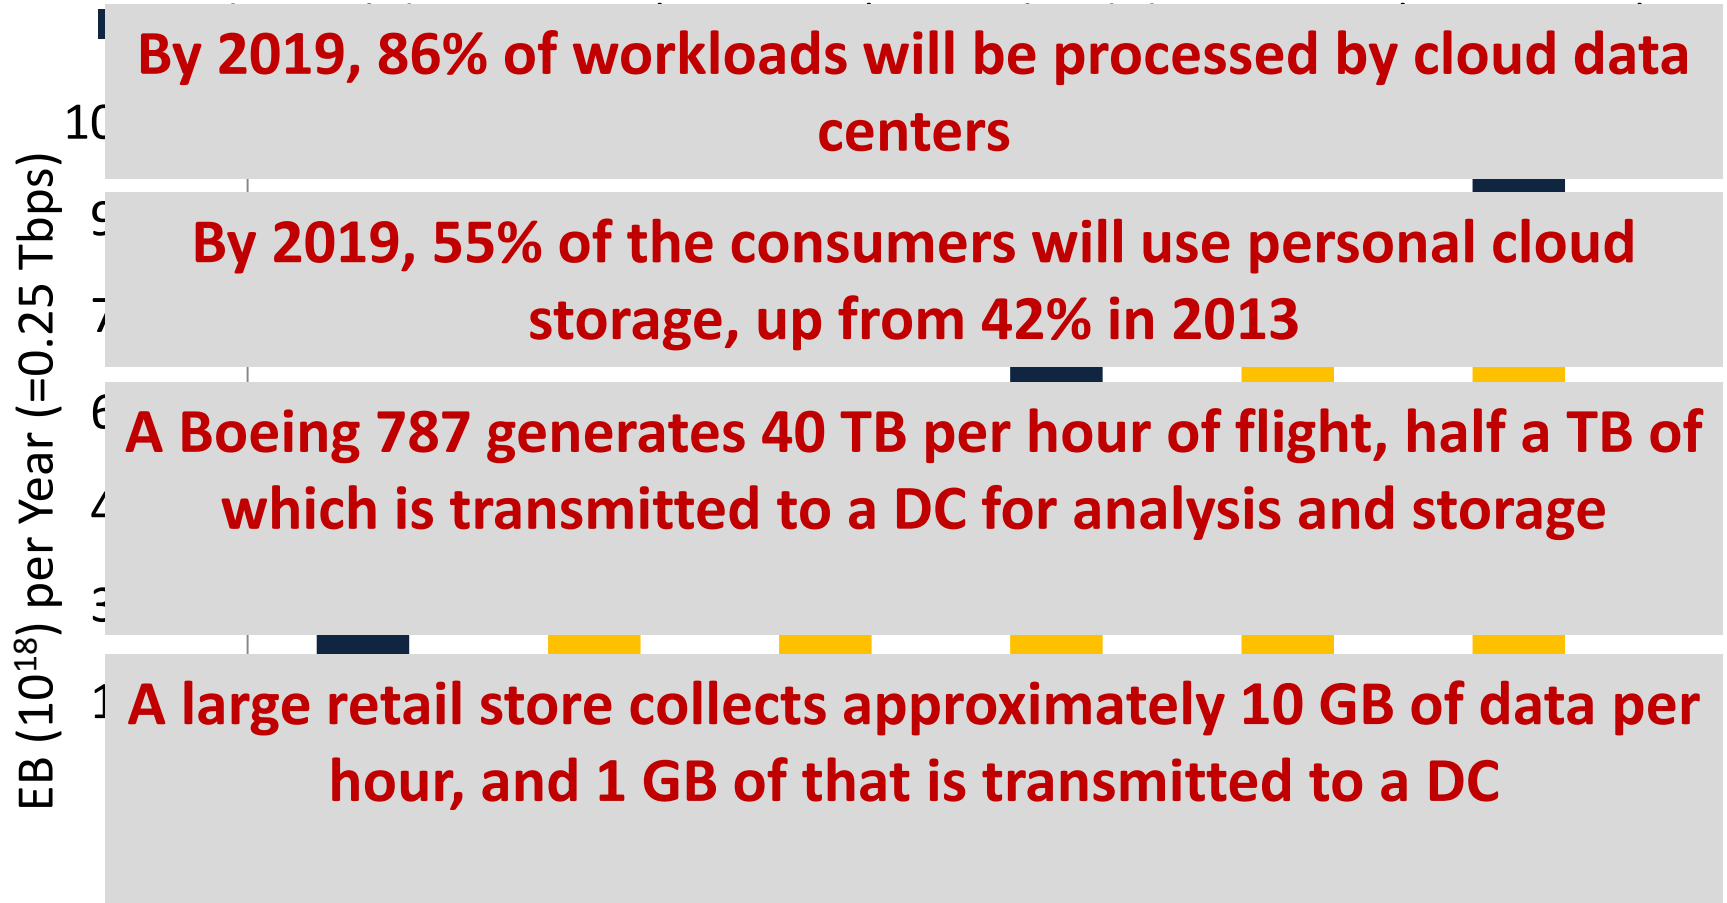 By 2019, 86% of workloads will be processed by cloud data
centers
By 2019, 55% of the consumers will use personal cloud
storage, up from 42% in 2013
A Boeing 787 generates 40 TB per hour of flight, half a TB of
which is transmitted to a DC for analysis and storage
A large retail store collects approximately 10 GB of data per
hour, and 1 GB of that is transmitted to a DC
EB (10¹⁸) per Year (=0.25 Tbps)